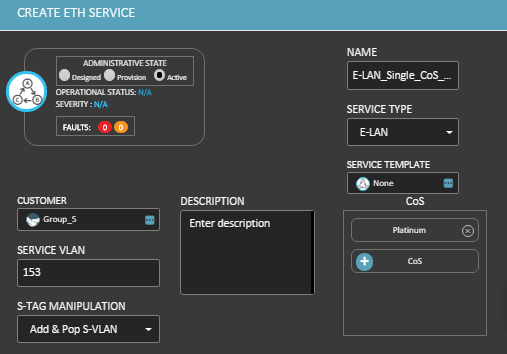 CREATE ETH SERVICE
ADMINISTRATIVE STATE
Designed Provision Active
OPERATIONAL STATUS: N/A
SEVERITY : N/A
FAULTS: 0 0
A
C B
NAME
E-LAN_Single_CoS_...
SERVICE TYPE
E-LAN
SERVICE TEMPLATE
None
CUSTOMER
Group_5
SERVICE VLAN
153
S-TAG MANIPULATION
Add & Pop S-VLAN
DESCRIPTION
Enter description
CoS
Platinum
CoS